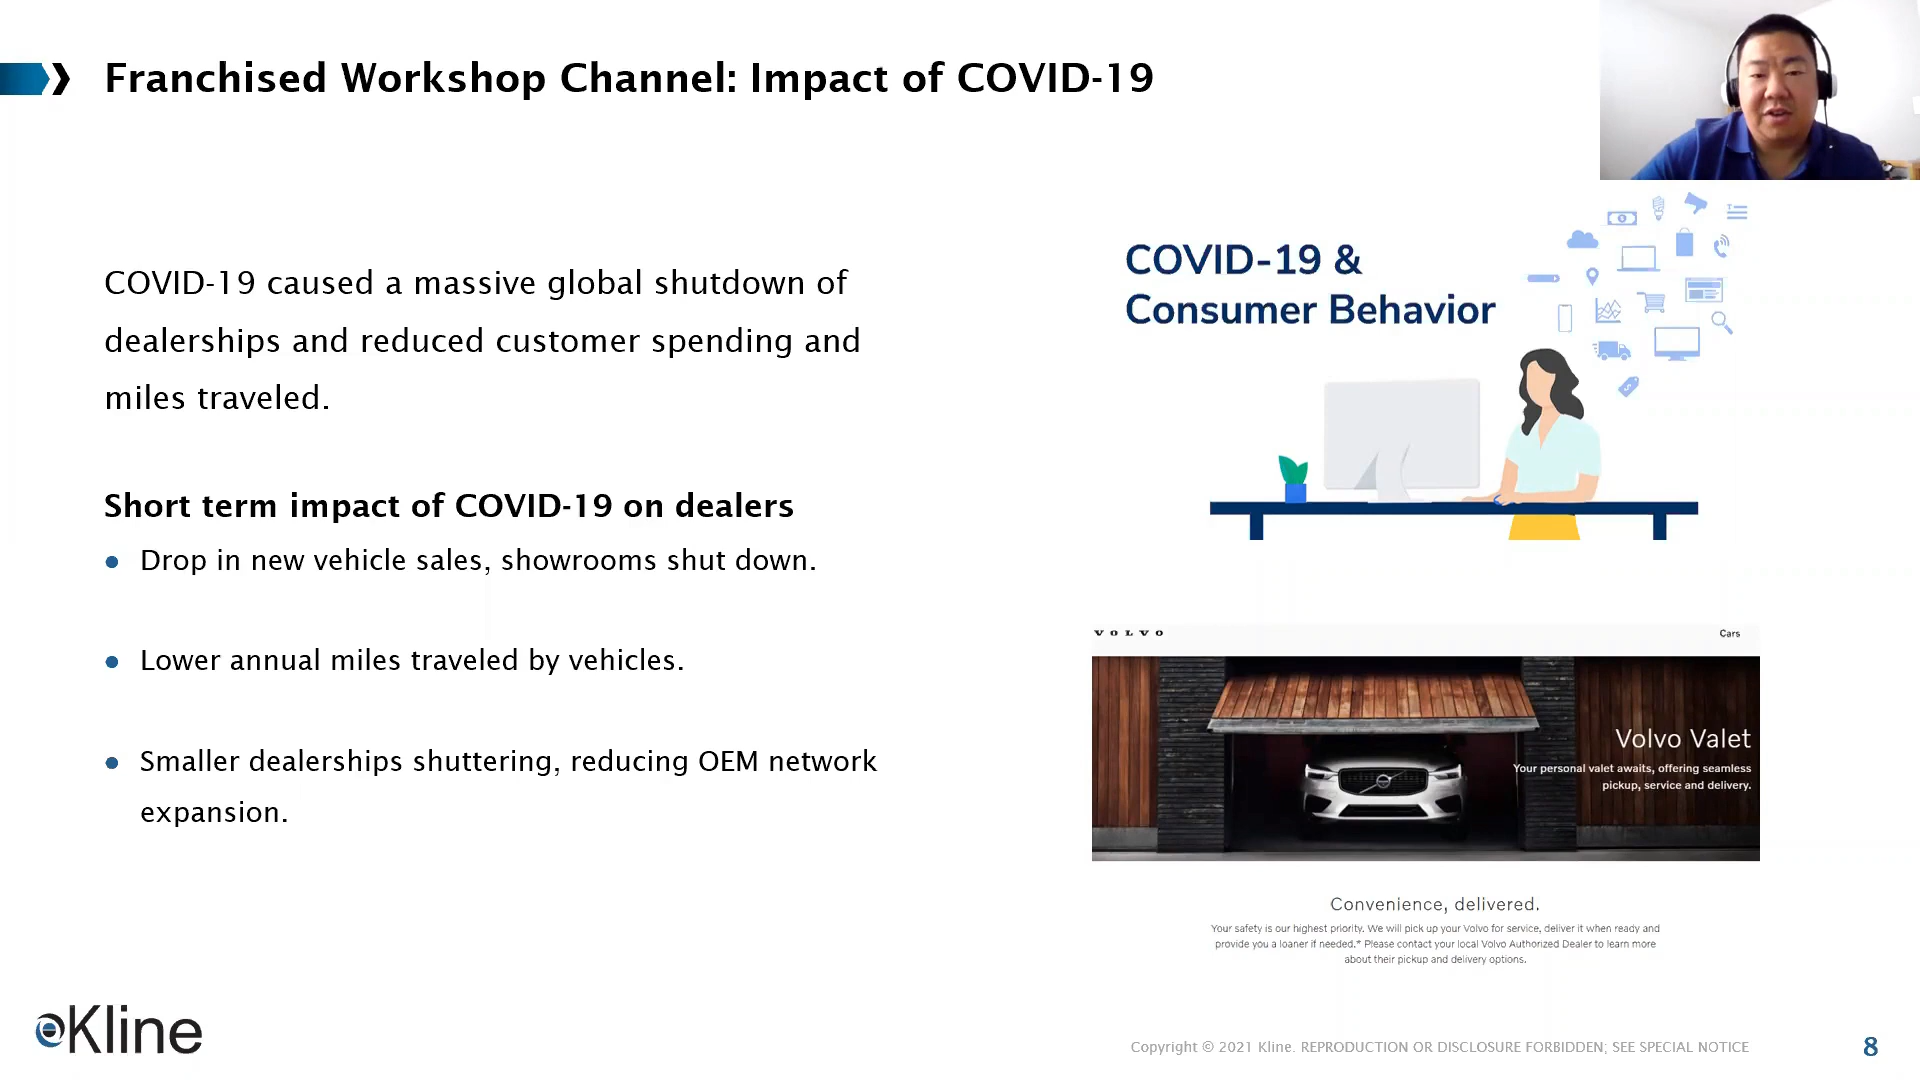 Franchised Workshop Channel: Impact of COVID-19
COVID-19 caused a massive global shutdown of
dealerships and reduced customer spending and
miles traveled.
Short term impact of COVID-19 on dealers
• Drop in new vehicle sales, showrooms shut down.
• Lower annual miles traveled by vehicles.
• Smaller dealerships shuttering, reducing OEM network
expansion.
COVID-19 &
Consumer Behavior
VOLVO
Cars
Volvo Valet
Your personal valet awaits, offering seamless
pickup, service and delivery.
Convenience, delivered.
Your safety is our highest priority. We will pick up your Volvo for service, deliver it when ready and
provide you a loaner if needed.* Please contact your local Volvo Authorized Dealer to learn more
about their pickup and delivery options.
Kline
Copyright © 2021 Kline. REPRODUCTION OR DISCLOSURE FORBIDDEN; SEE SPECIAL NOTICE
8